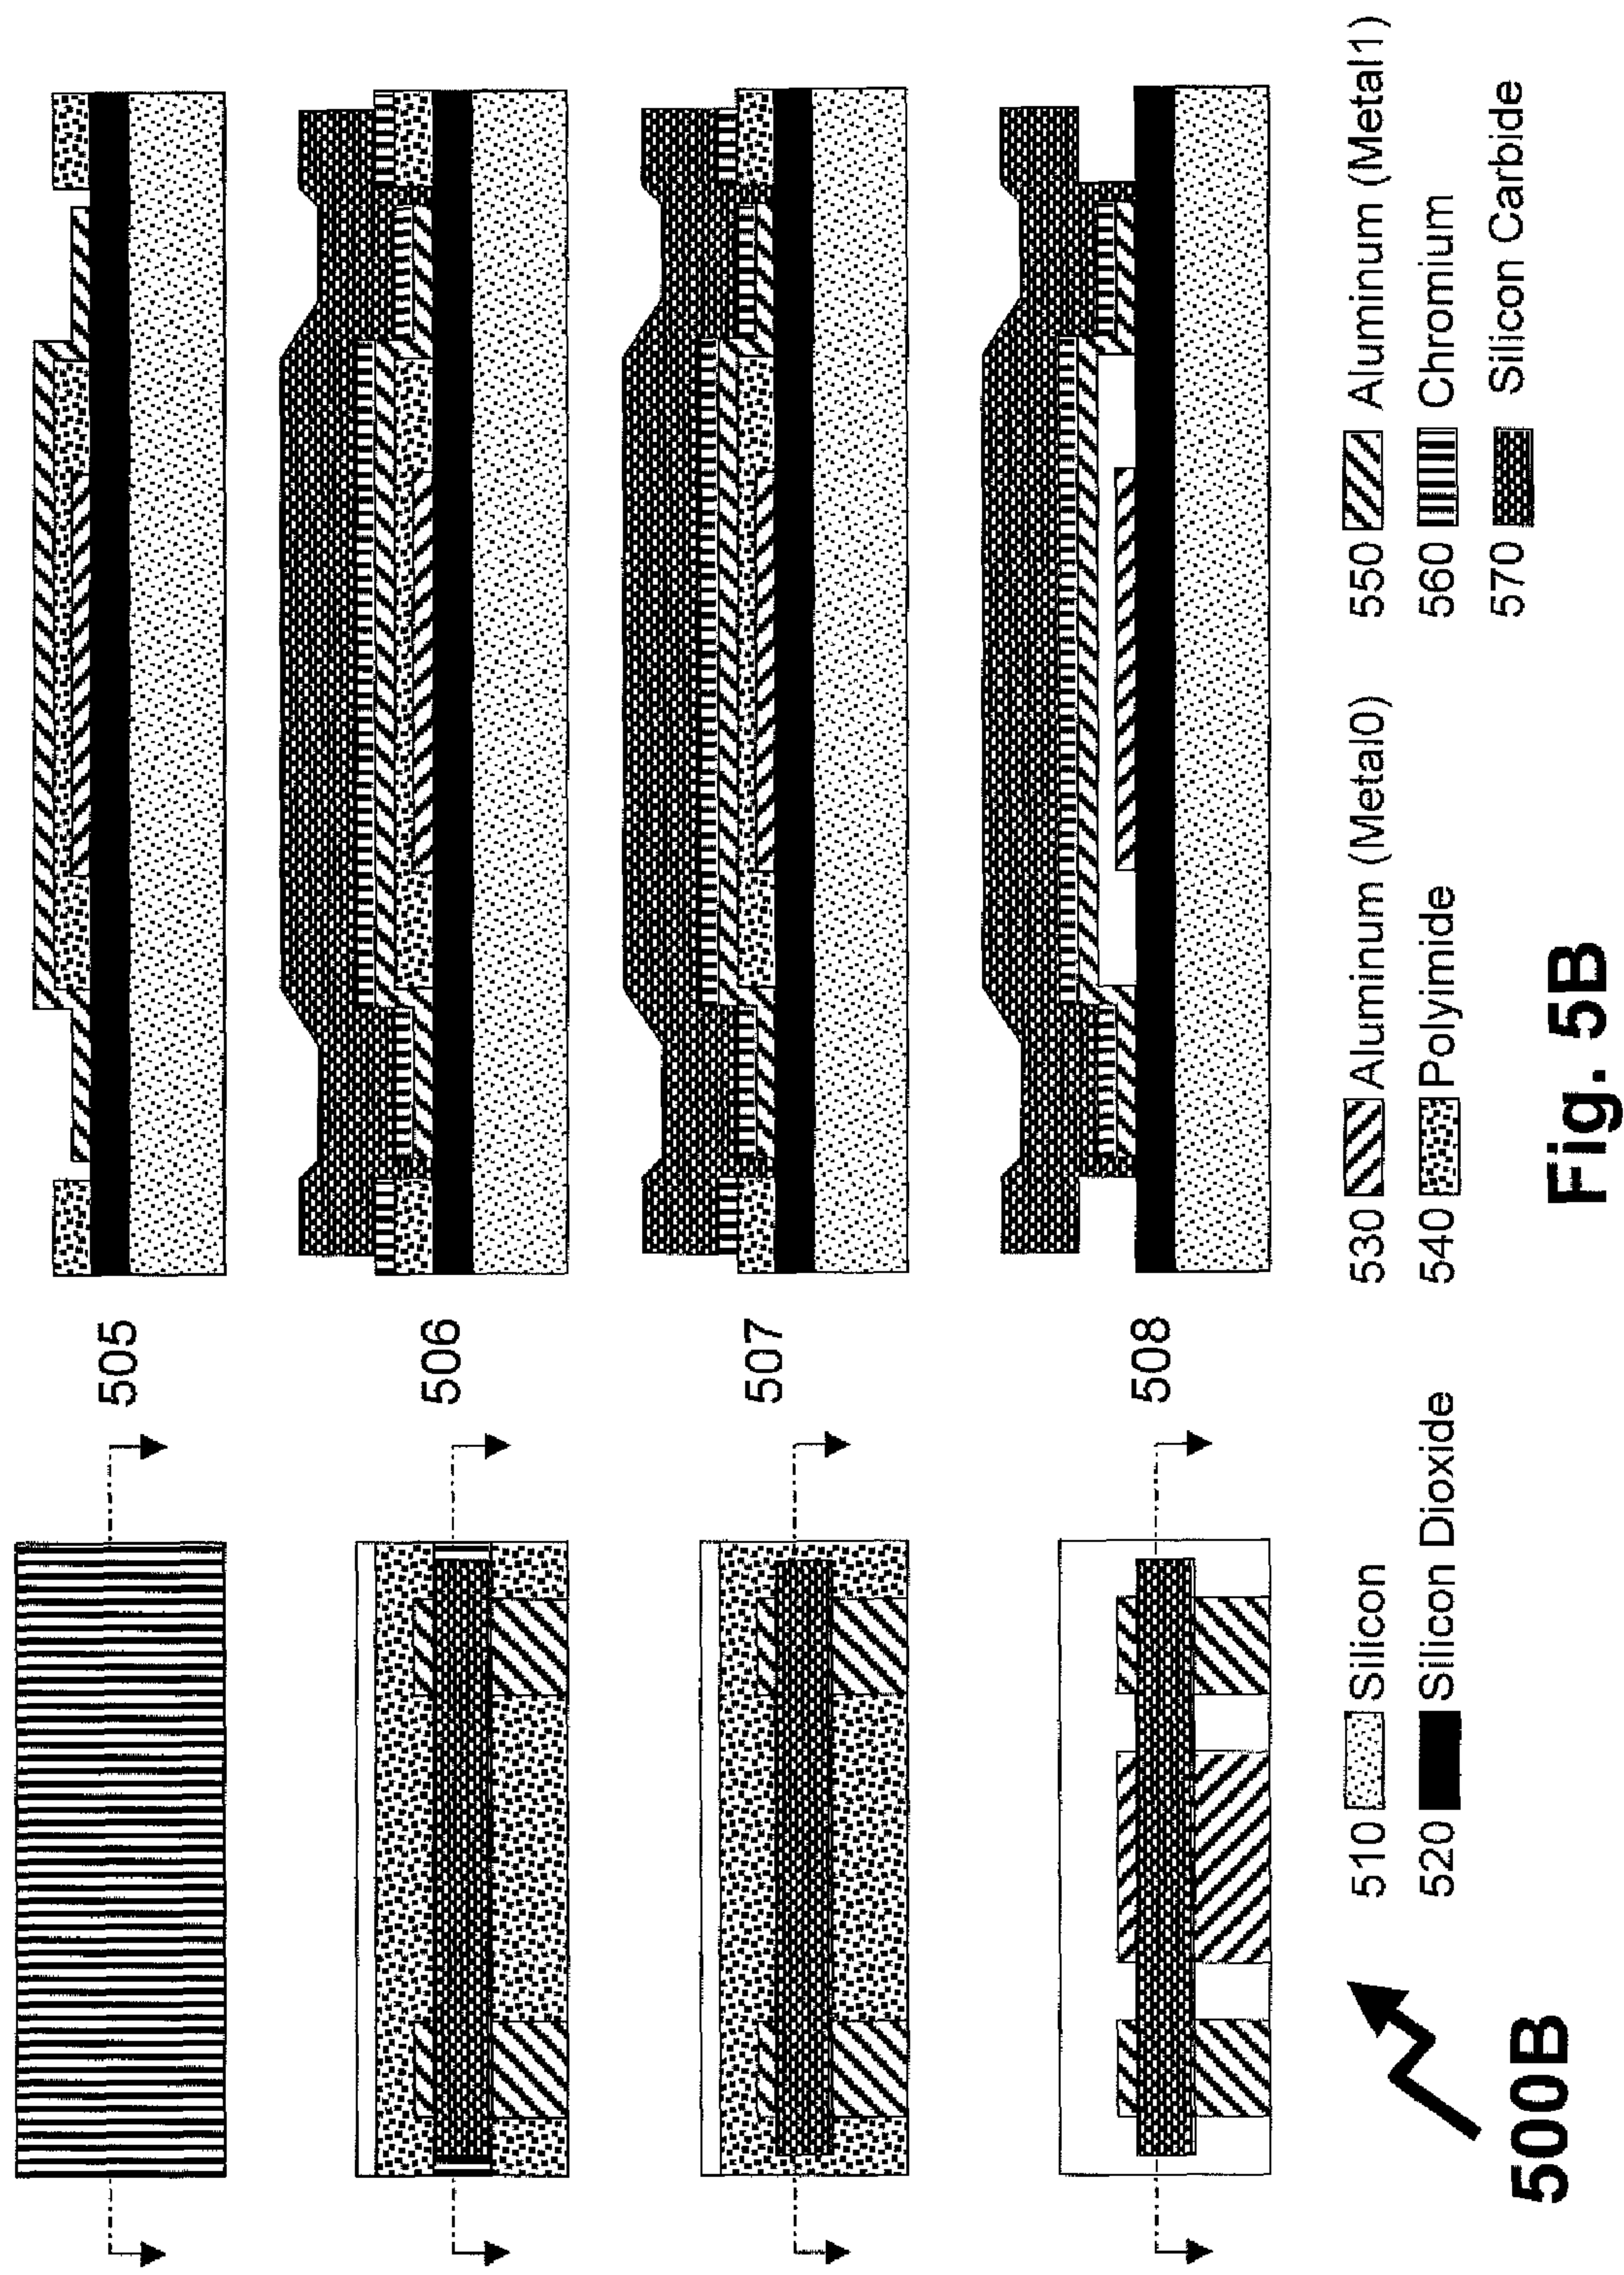 505
506
507
508
500B
510 Silicon
520 Silicon Dioxide
530 Aluminum (Metal0)
540 Polyimide
550 Aluminum (Metal1)
560 Chromium
570 Silicon Carbide
Fig. 5B